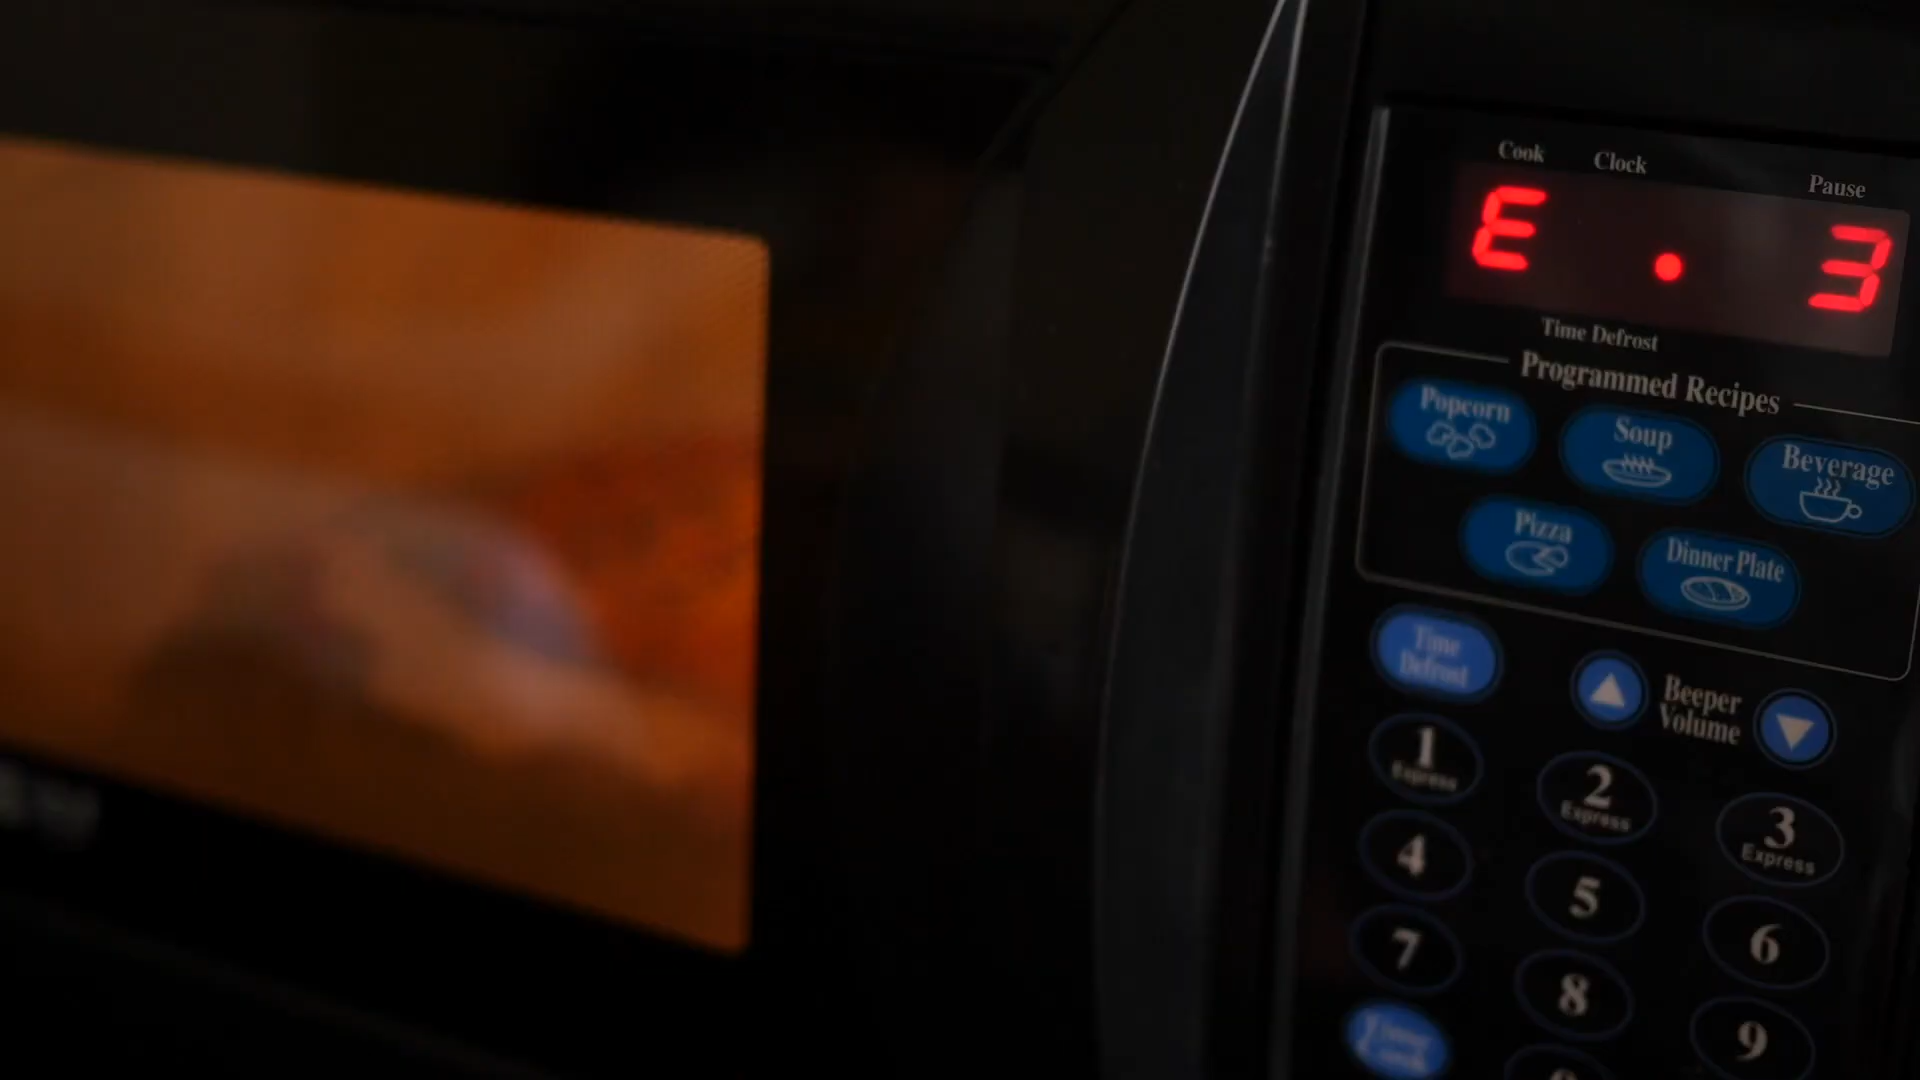 Cook Clock Pause
E . 3
Time Defrost
Programmed Recipes
Popcorn Soup Beverage
Pizza Dinner Plate
Time
Defrost
Beeper
Volume
1 2 3
Express Express Express
4 5 6
7 8 9